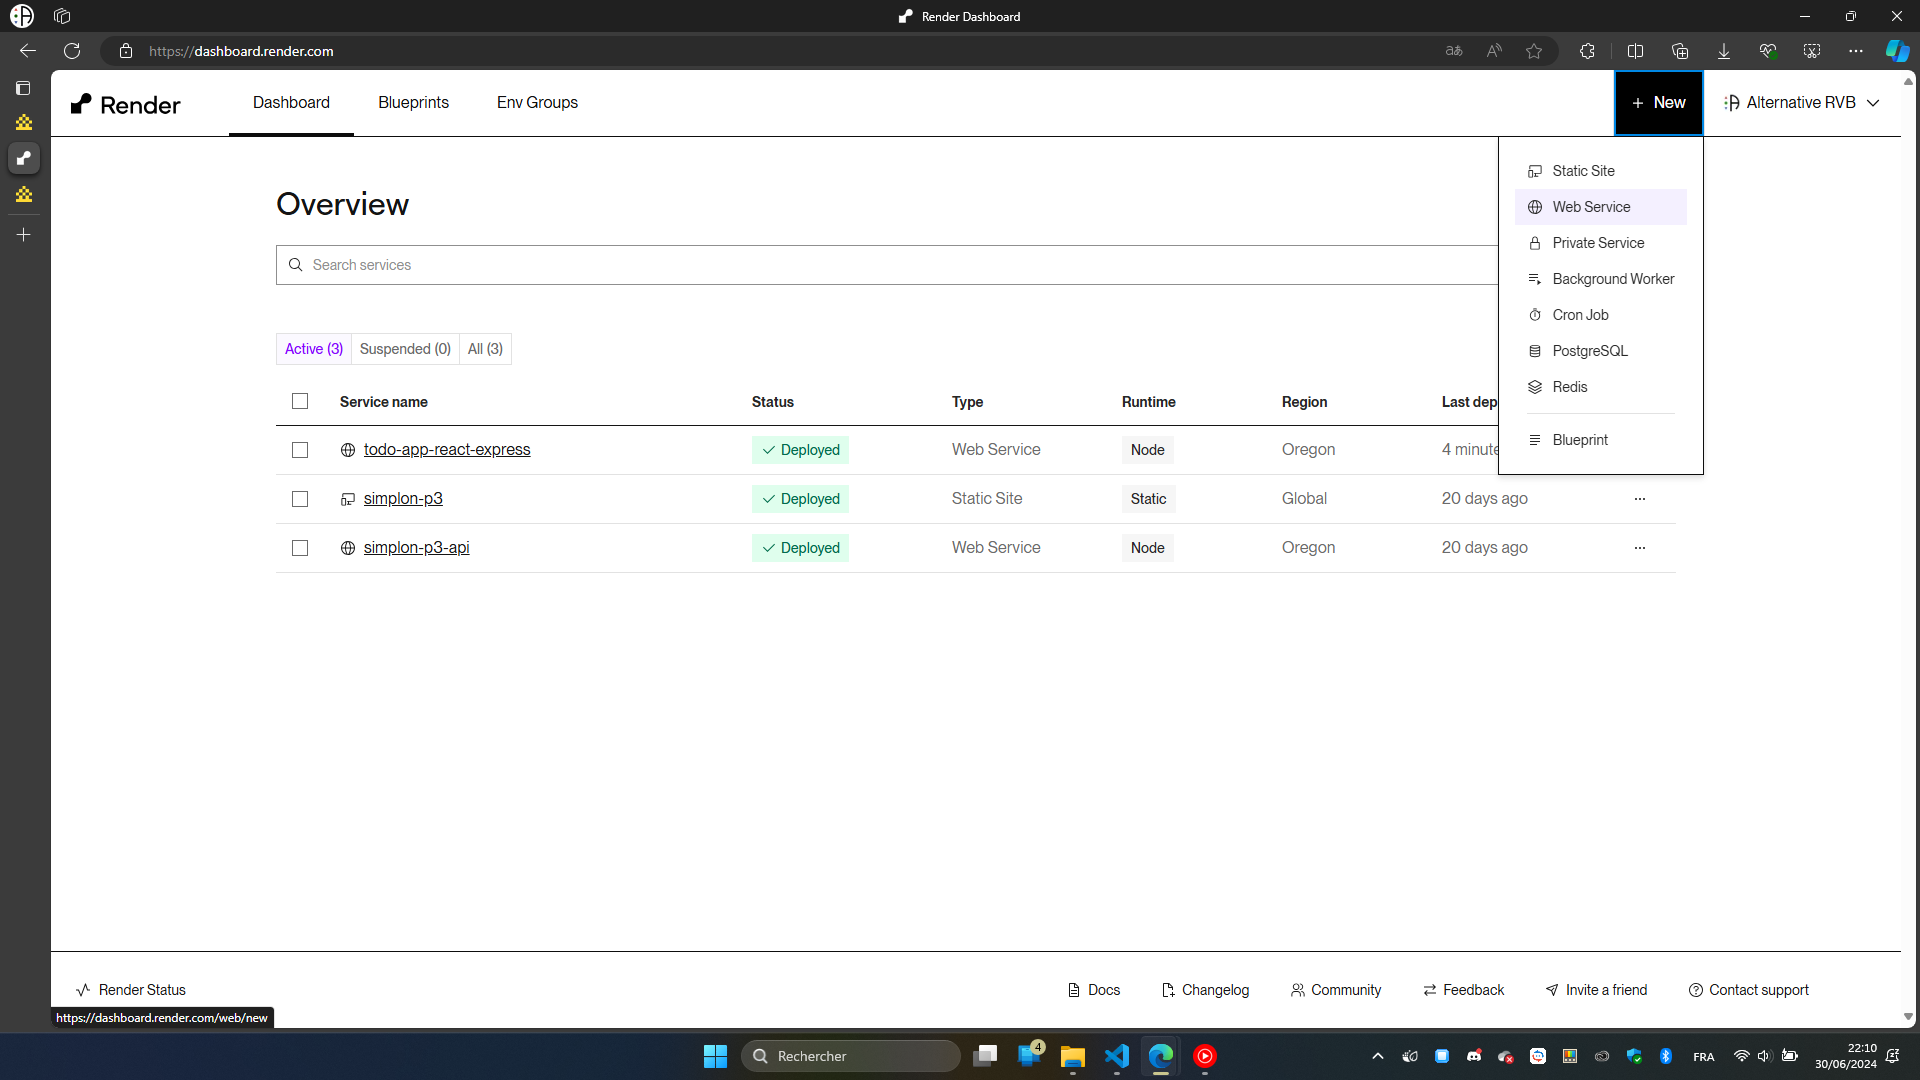 Render Dashboard
https://dashboard.render.com
Render
Dashboard
Blueprints
Env Groups
+ New
Alternative RVB
Static Site
Web Service
Private Service
Background Worker
Cron Job
PostgreSQL
Redis
Blueprint
Overview
Search services
Active (3)
Suspended (0)
All (3)
Service name Status Type Runtime Region Last dep
todo-app-react-express Deployed Web Service Node Oregon 4 minute
simplon-p3 Deployed Static Site Static Global 20 days ago
simplon-p3-api Deployed Web Service Node Oregon 20 days ago
Render Status
Docs
Changelog
Community
Feedback
Invite a friend
Contact support
https://dashboard.render.com/web/new
Rechercher
4
FRA
22:10
30/06/2024